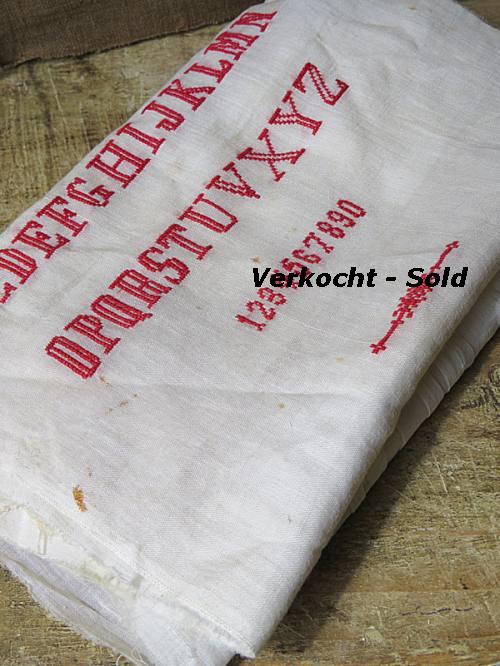 DEFGHIJKLMN
OPQRSTUVXYZ
1234567890
Verkocht - Sold